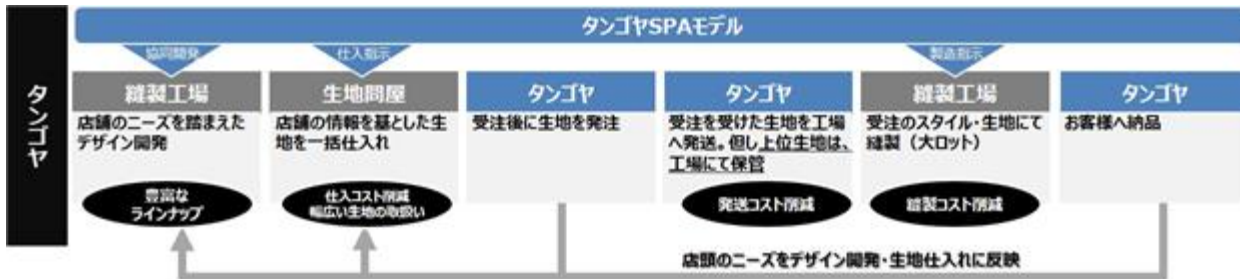 タンゴヤ
タンゴヤSPAモデル
協同開発
仕入指示
製造指示
縫製工場
店舗のニーズを踏まえた
デザイン開発
豊富な
ラインナップ
生地問屋
店舗の情報を基とした生
地を一括仕入れ
仕入コスト削減
幅広い生地の取扱い
タンゴヤ
受注後に生地を発注
タンゴヤ
受注を受けた生地を工場
へ発送。但し上位生地は、
工場にて保管
発送コスト削減
縫製工場
受注のスタイル・生地にて
縫製（大ロット）
縫製コスト削減
タンゴヤ
お客様へ納品
店頭のニーズをデザイン開発・生地仕入れに反映